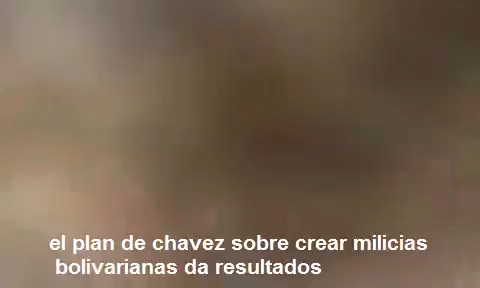 el plan de chavez sobre crear milicias
bolivarianas da resultados